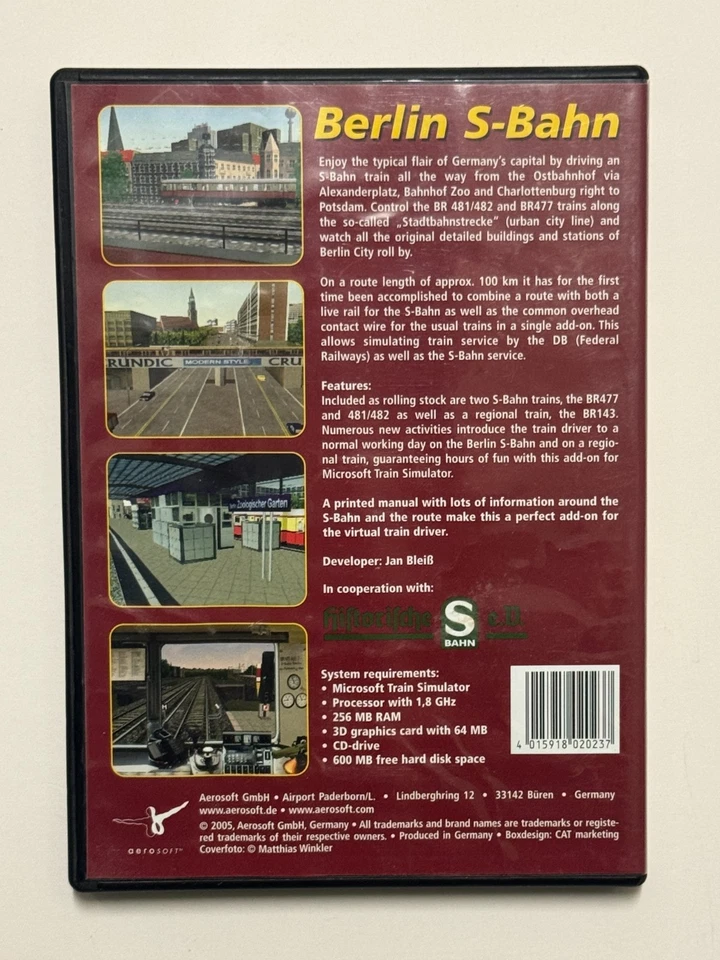 Berlin S-Bahn
Enjoy the typical flair of Germany's capital by driving an
S-Bahn train all the way from the Ostbahnhof via
Alexanderplatz, Bahnhof Zoo and Charlottenburg right to
Potsdam. Control the BR 481/482 and BR477 trains along
the so-called „Stadtbahnstrecke" (urban city line) and
watch all the original detailed buildings and stations of
Berlin City roll by.
On a route length of approx. 100 km it has for the first
time been accomplished to combine a route with both a
live rail for the S-Bahn as well as the common overhead
contact wire for the usual trains in a single add-on. This
allows simulating train service by the DB (Federal
Railways) as well as the S-Bahn service.
RUNDIC MODERN STYLE CRU
Features:
Included as rolling stock are two S-Bahn trains, the BR477
and 481/482 as well as a regional train, the BR143.
Numerous new activities introduce the train driver to a
normal working day on the Berlin S-Bahn and on a regio-
nal train, guaranteeing hours of fun with this add-on for
Microsoft Train Simulator.
Zoologischer Garten
A printed manual with lots of information around the
S-Bahn and the route make this a perfect add-on for
the virtual train driver.
Developer: Jan Bleiß
In cooperation with:
Historische S e.V.
BAHN
System requirements:
• Microsoft Train Simulator
• Processor with 1,8 GHz
• 256 MB RAM
• 3D graphics card with 64 MB
• CD-drive
• 600 MB free hard disk space
4 015918 020237
Aerosoft GmbH • Airport Paderborn/L. • Lindberghring 12 • 33142 Büren • Germany
www.aerosoft.de • www.aerosoft.com
© 2005, Aerosoft GmbH, Germany • All trademarks and brand names are trademarks or registe-
red trademarks of their respective owners. • Produced in Germany • Boxdesign: CAT marketing
Coverfoto: © Matthias Winkler
aerosoft™